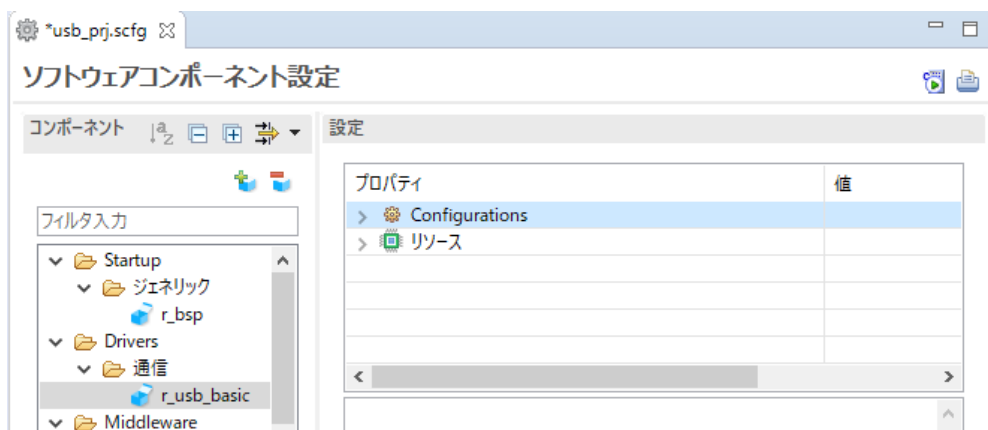 *usb_prj.scfg
ソフトウェアコンポーネント設定
コンポーネント
設定
フィルタ入力
Startup
ジェネリック
r_bsp
Drivers
通信
r_usb_basic
Middleware
プロパティ 値
Configurations
リソース